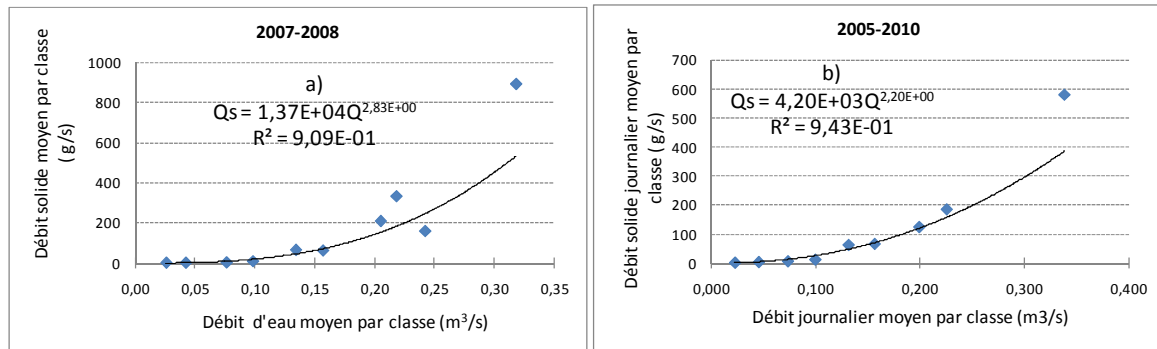 2007-2008
a)
Qs = 1,37E+04Q^2,83E+00
R² = 9,09E-01
Débit solide moyen par classe
( g/s)
1000
800
600
400
200
0
0,00 0,05 0,10 0,15 0,20 0,25 0,30 0,35
Débit d'eau moyen par classe (m³/s)
2005-2010
b)
Qs = 4,20E+03Q^2,20E+00
R² = 9,43E-01
Débit solide journalier moyen par
classe (g/s)
700
600
500
400
300
200
100
0
0,000 0,100 0,200 0,300 0,400
Débit journalier moyen par classe (m3/s)